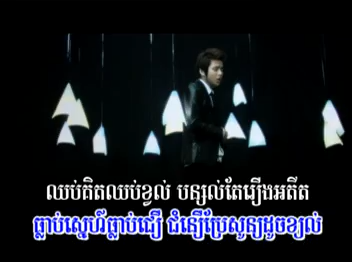 ឈប់គិតឈប់ខ្វល់ បន្សល់តែរឿងអតីត
ធ្លាប់ស្នេហ៍ធ្លាប់ជឿ ជំនឿប្រែសូន្យដូចខ្យល់